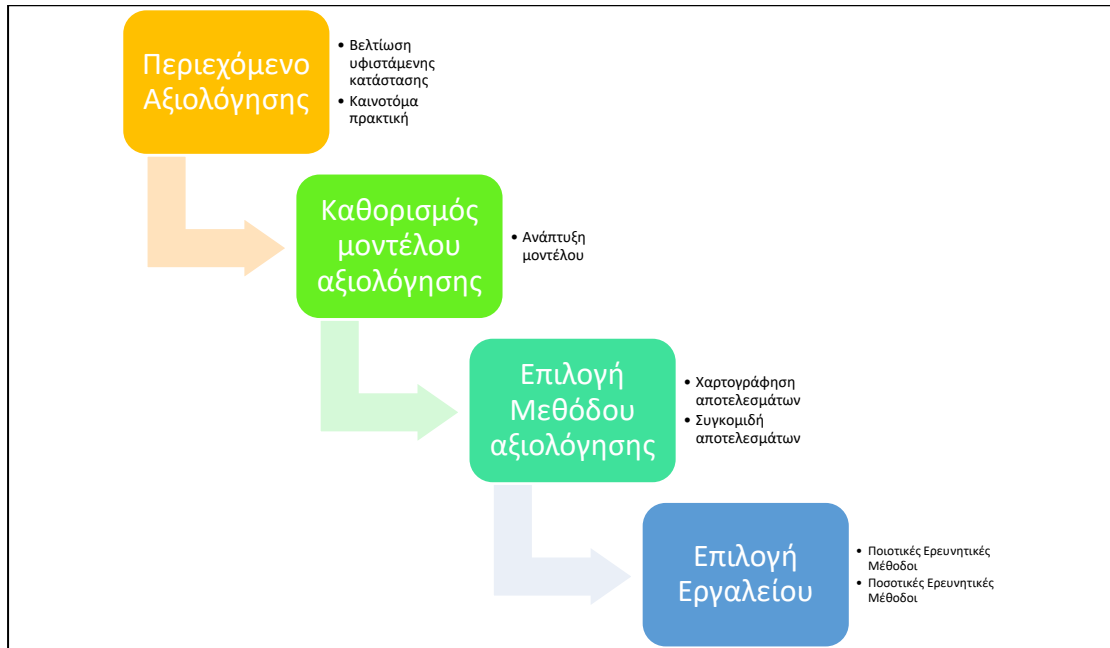 Περιεχόμενο
Αξιολόγησης
• Βελτίωση
υφιστάμενης
κατάστασης
• Καινοτόμα
πρακτική
Καθορισμός
μοντέλου
αξιολόγησης
• Ανάπτυξη
μοντέλου
Επιλογή
Μεθόδου
αξιολόγησης
• Χαρτογράφηση
αποτελεσμάτων
• Συγκομιδή
αποτελεσμάτων
Επιλογή
Εργαλείου
• Ποιοτικές Ερευνητικές
Μέθοδοι
• Ποσοτικές Ερευνητικές
Μέθοδοι